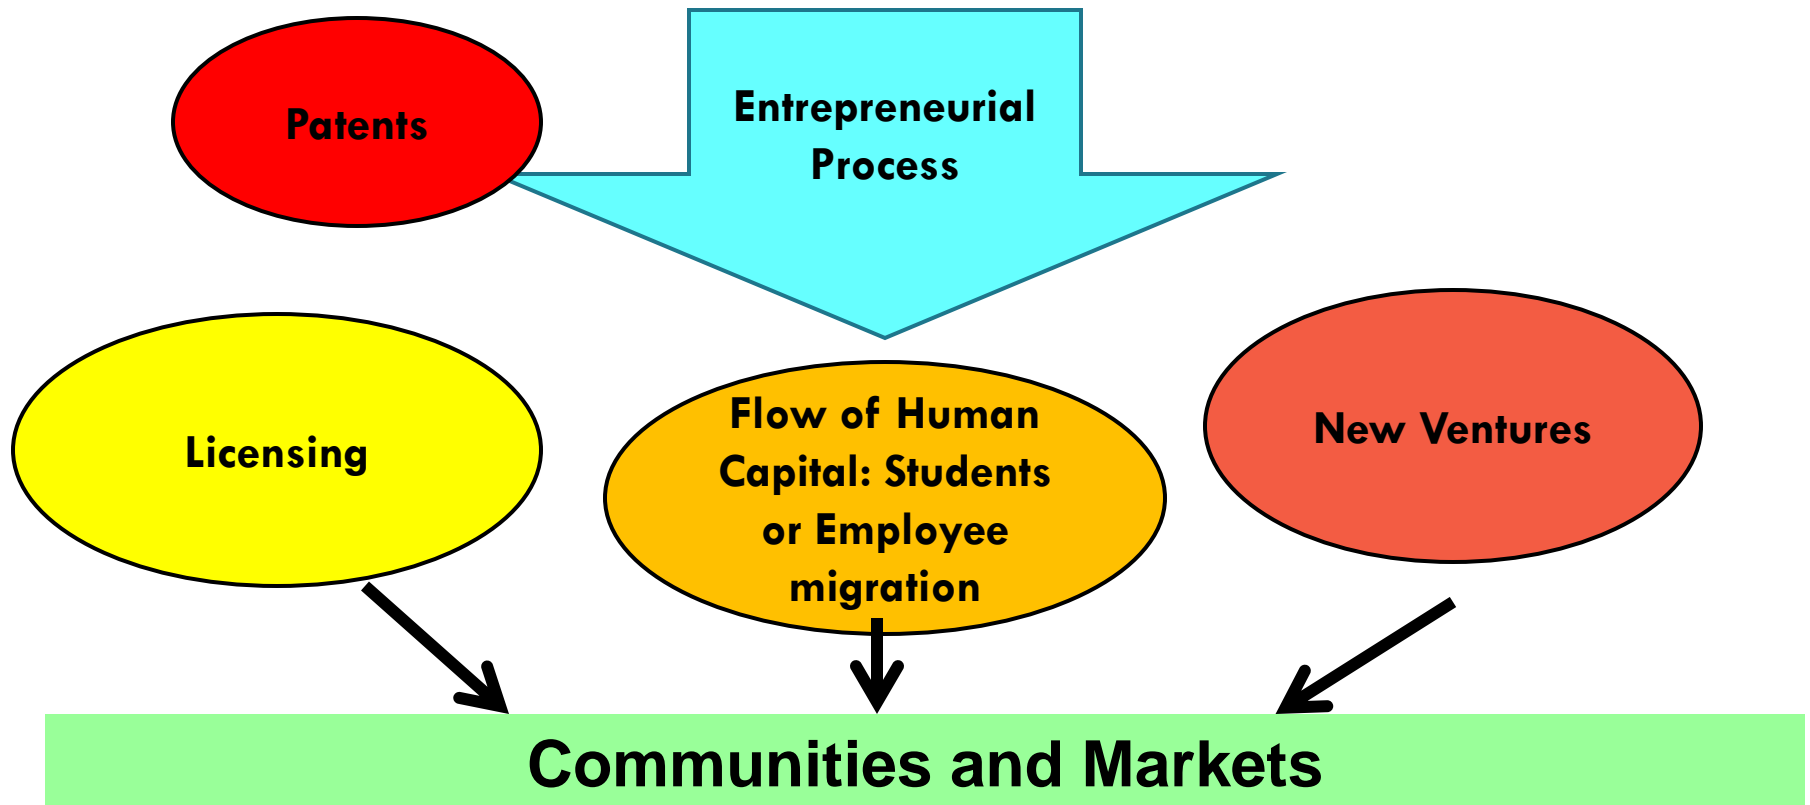 Patents
Entrepreneurial
Process
Licensing
Flow of Human
Capital: Students
or Employee
migration
New Ventures
Communities and Markets